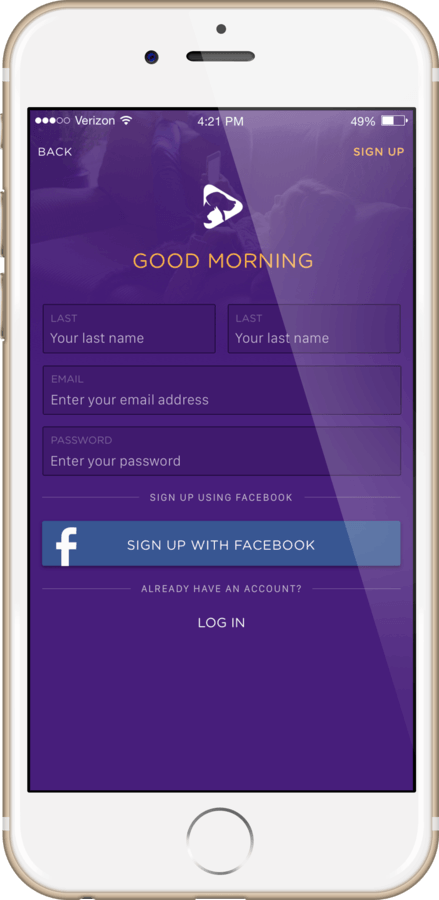 Verizon 4:21 PM 49%
BACK SIGN UP
GOOD MORNING
LAST LAST
Your last name Your last name
EMAIL
Enter your email address
PASSWORD
Enter your password
SIGN UP USING FACEBOOK
f SIGN UP WITH FACEBOOK
ALREADY HAVE AN ACCOUNT?
LOG IN